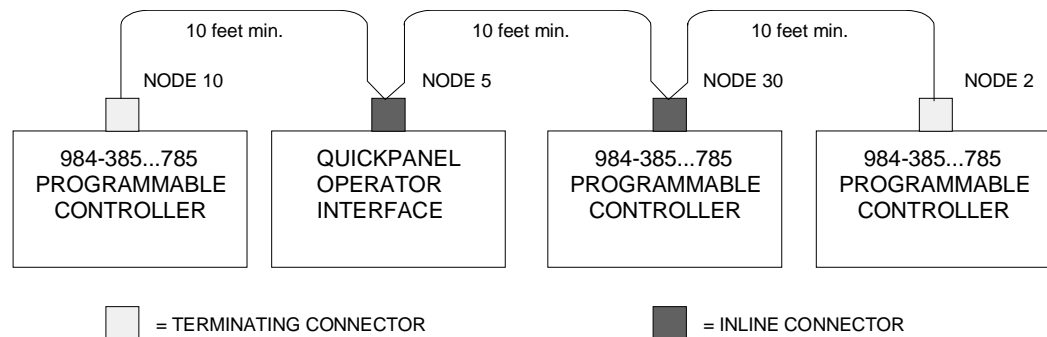 10 feet min.
10 feet min.
10 feet min.
NODE 10
NODE 5
NODE 30
NODE 2
984-385...785
PROGRAMMABLE
CONTROLLER
QUICKPANEL
OPERATOR
INTERFACE
984-385...785
PROGRAMMABLE
CONTROLLER
984-385...785
PROGRAMMABLE
CONTROLLER
= TERMINATING CONNECTOR
= INLINE CONNECTOR